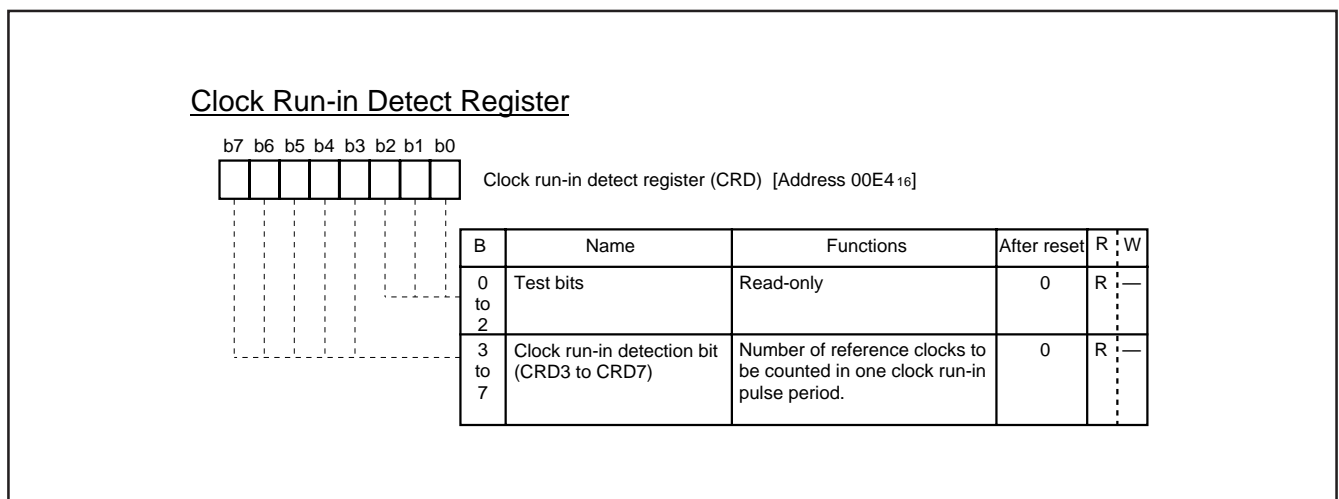 Clock Run-in Detect Register
b7 b6 b5 b4 b3 b2 b1 b0
Clock run-in detect register (CRD) [Address 00E4 16]
B Name Functions After reset R W
0 Test bits Read-only 0 R —
to
2
3 Clock run-in detection bit Number of reference clocks to 0 R —
to (CRD3 to CRD7) be counted in one clock run-in
7 pulse period.